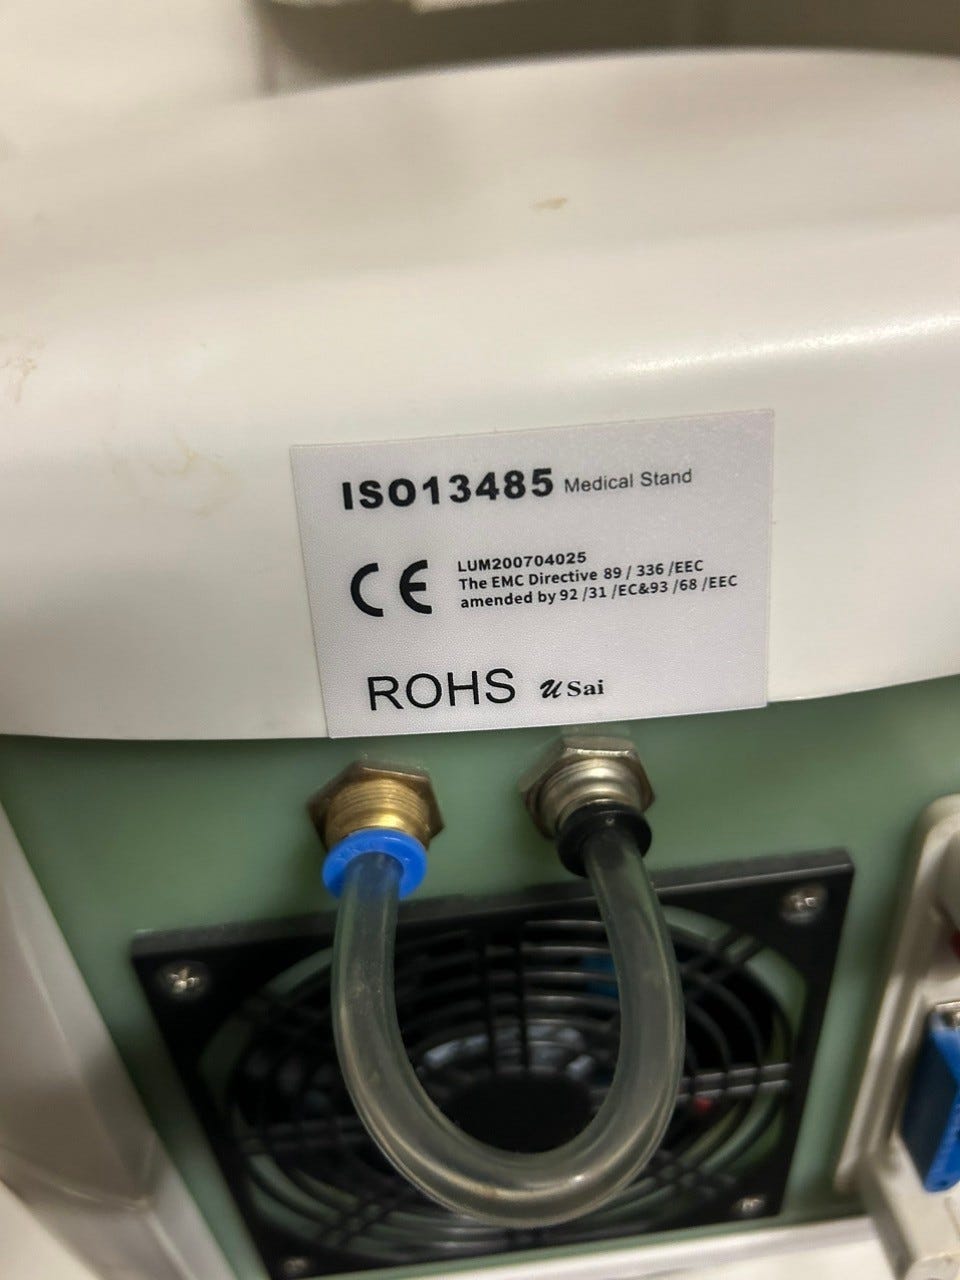 ISO13485 Medical Stand
CE LUM200704025
The EMC Directive 89 / 336 /EEC
amended by 92 /31 /EC&93 /68 /EEC
ROHS u Sai